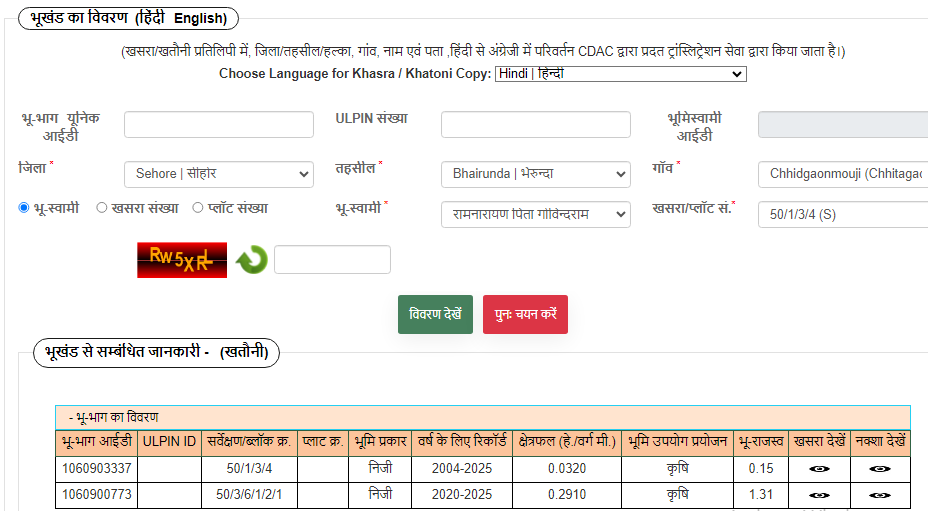 भूखंड का विवरण (हिंदी English)
(खसरा/खतौनी प्रतिलिपी में, जिला/तहसील/हल्का, गांव, नाम एवं पता ,हिंदी से अंग्रेजी में परिवर्तन CDAC द्वारा प्रदत ट्रांस्लिट्रेशन सेवा द्वारा किया जाता है।)
Choose Language for Khasra / Khatoni Copy: Hindi | हिन्दी
भू-भाग यूनिक आईडी
ULPIN संख्या
भूमिस्वामी आईडी
जिला * Sehore | सीहोर तहसील * Bhairunda | भेरुन्दा गाँव * Chhidgaonmouji (Chhitagac
भू-स्वामी खसरा संख्या प्लॉट संख्या भू-स्वामी * रामनारायण पिता गोविन्दराम खसरा/प्लॉट सं.* 50/1/3/4 (S)
RW5XRL
विवरण देखें पुनः चयन करें
भूखंड से सम्बंधित जानकारी - (खतौनी)
- भू-भाग का विवरण
भू-भाग आईडी ULPIN ID सर्वेक्षण/ब्लॉक क्र. प्लाट क्र. भूमि प्रकार वर्ष के लिए रिकॉर्ड क्षेत्रफल (हे./वर्ग मी.) भूमि उपयोग प्रयोजन भू-राजस्व खसरा देखें नक्शा देखें
1060903337 50/1/3/4 निजी 2004-2025 0.0320 कृषि 0.15
1060900773 50/3/6/1/2/1 निजी 2020-2025 0.2910 कृषि 1.31